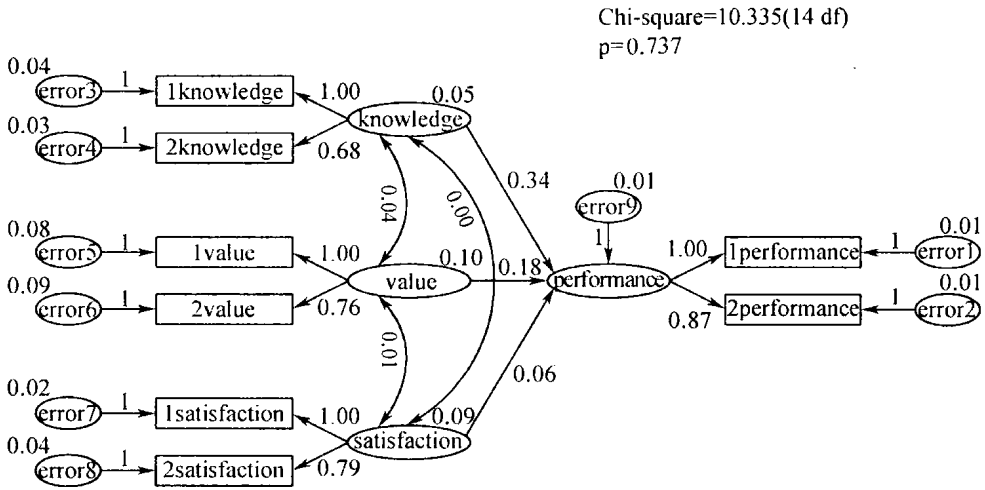 Chi-square=10.335(14 df)
p=0.737
0.04
error3
1
1knowledge
1.00
0.05
knowledge
0.03
error4
1
2knowledge
0.68
0.34
0.04
0.00
0.01
error9
1
0.08
error5
1
1value
1.00
0.10
value
0.18
performance
1.00
1performance
1
0.01
error1
0.09
error6
1
2value
0.76
0.87
2performance
1
0.01
error2
0.01
0.06
0.02
error7
1
1satisfaction
1.00
0.09
satisfaction
0.04
error8
1
2satisfaction
0.79